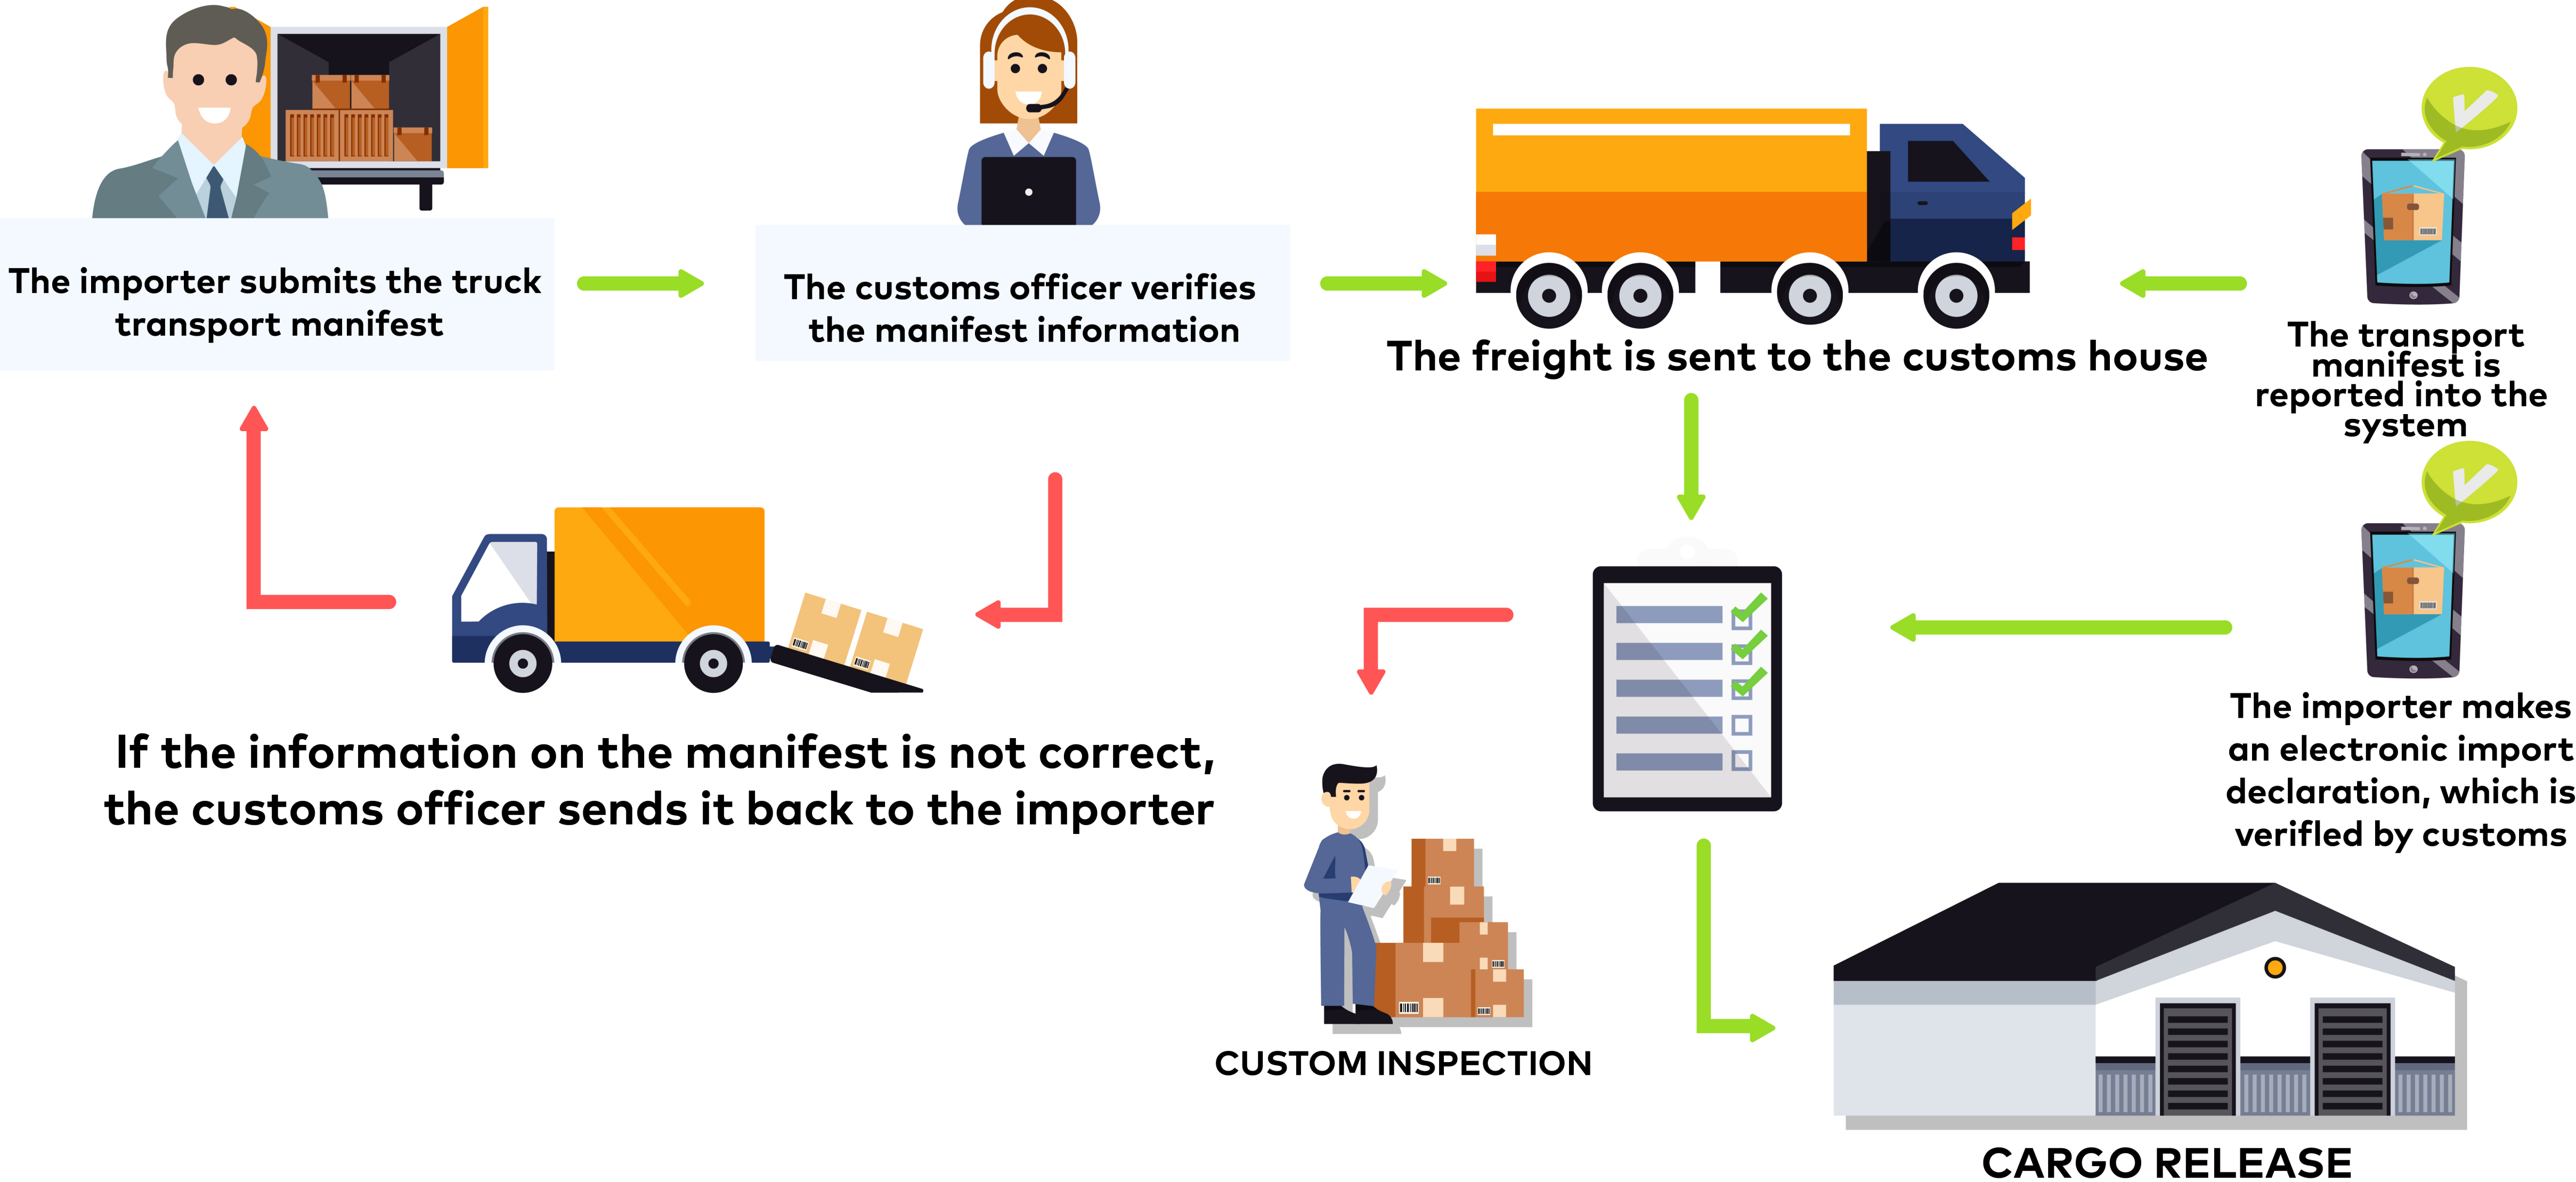 The importer submits the truck
transport manifest
The customs officer verifies
the manifest information
The freight is sent to the customs house
The transport
manifest is
reported into the
system
If the information on the manifest is not correct,
the customs officer sends it back to the importer
The importer makes
an electronic import
declaration, which is
verifled by customs
CUSTOM INSPECTION
CARGO RELEASE